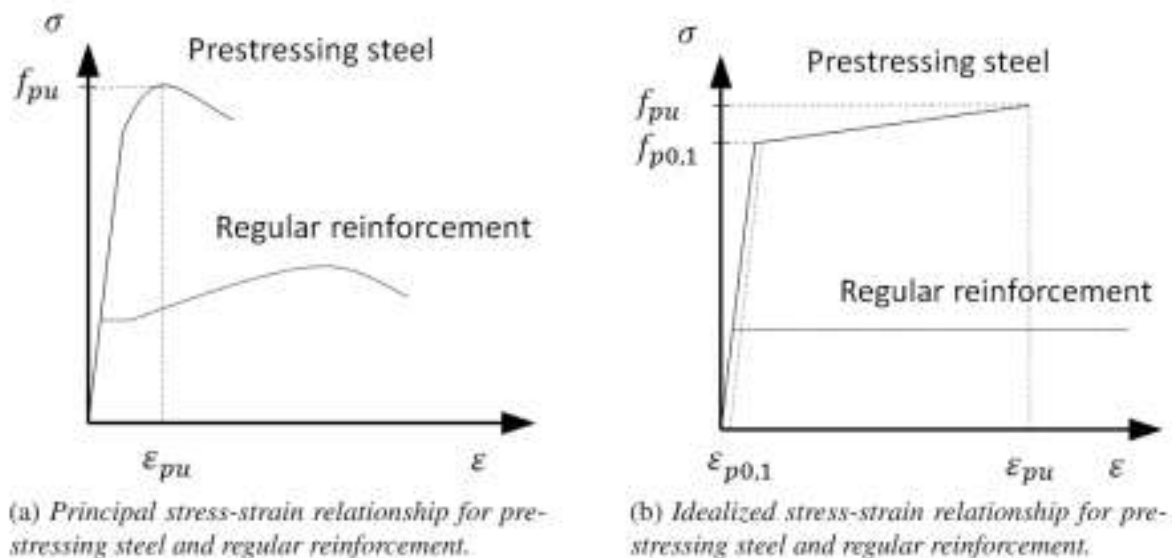 σ
Prestressing steel
f_pu
Regular reinforcement
ε_pu
ε
(a) Principal stress-strain relationship for pre-
stressing steel and regular reinforcement.
σ
Prestressing steel
f_pu
f_p0,1
Regular reinforcement
ε_p0,1
ε_pu
ε
(b) Idealized stress-strain relationship for pre-
stressing steel and regular reinforcement.